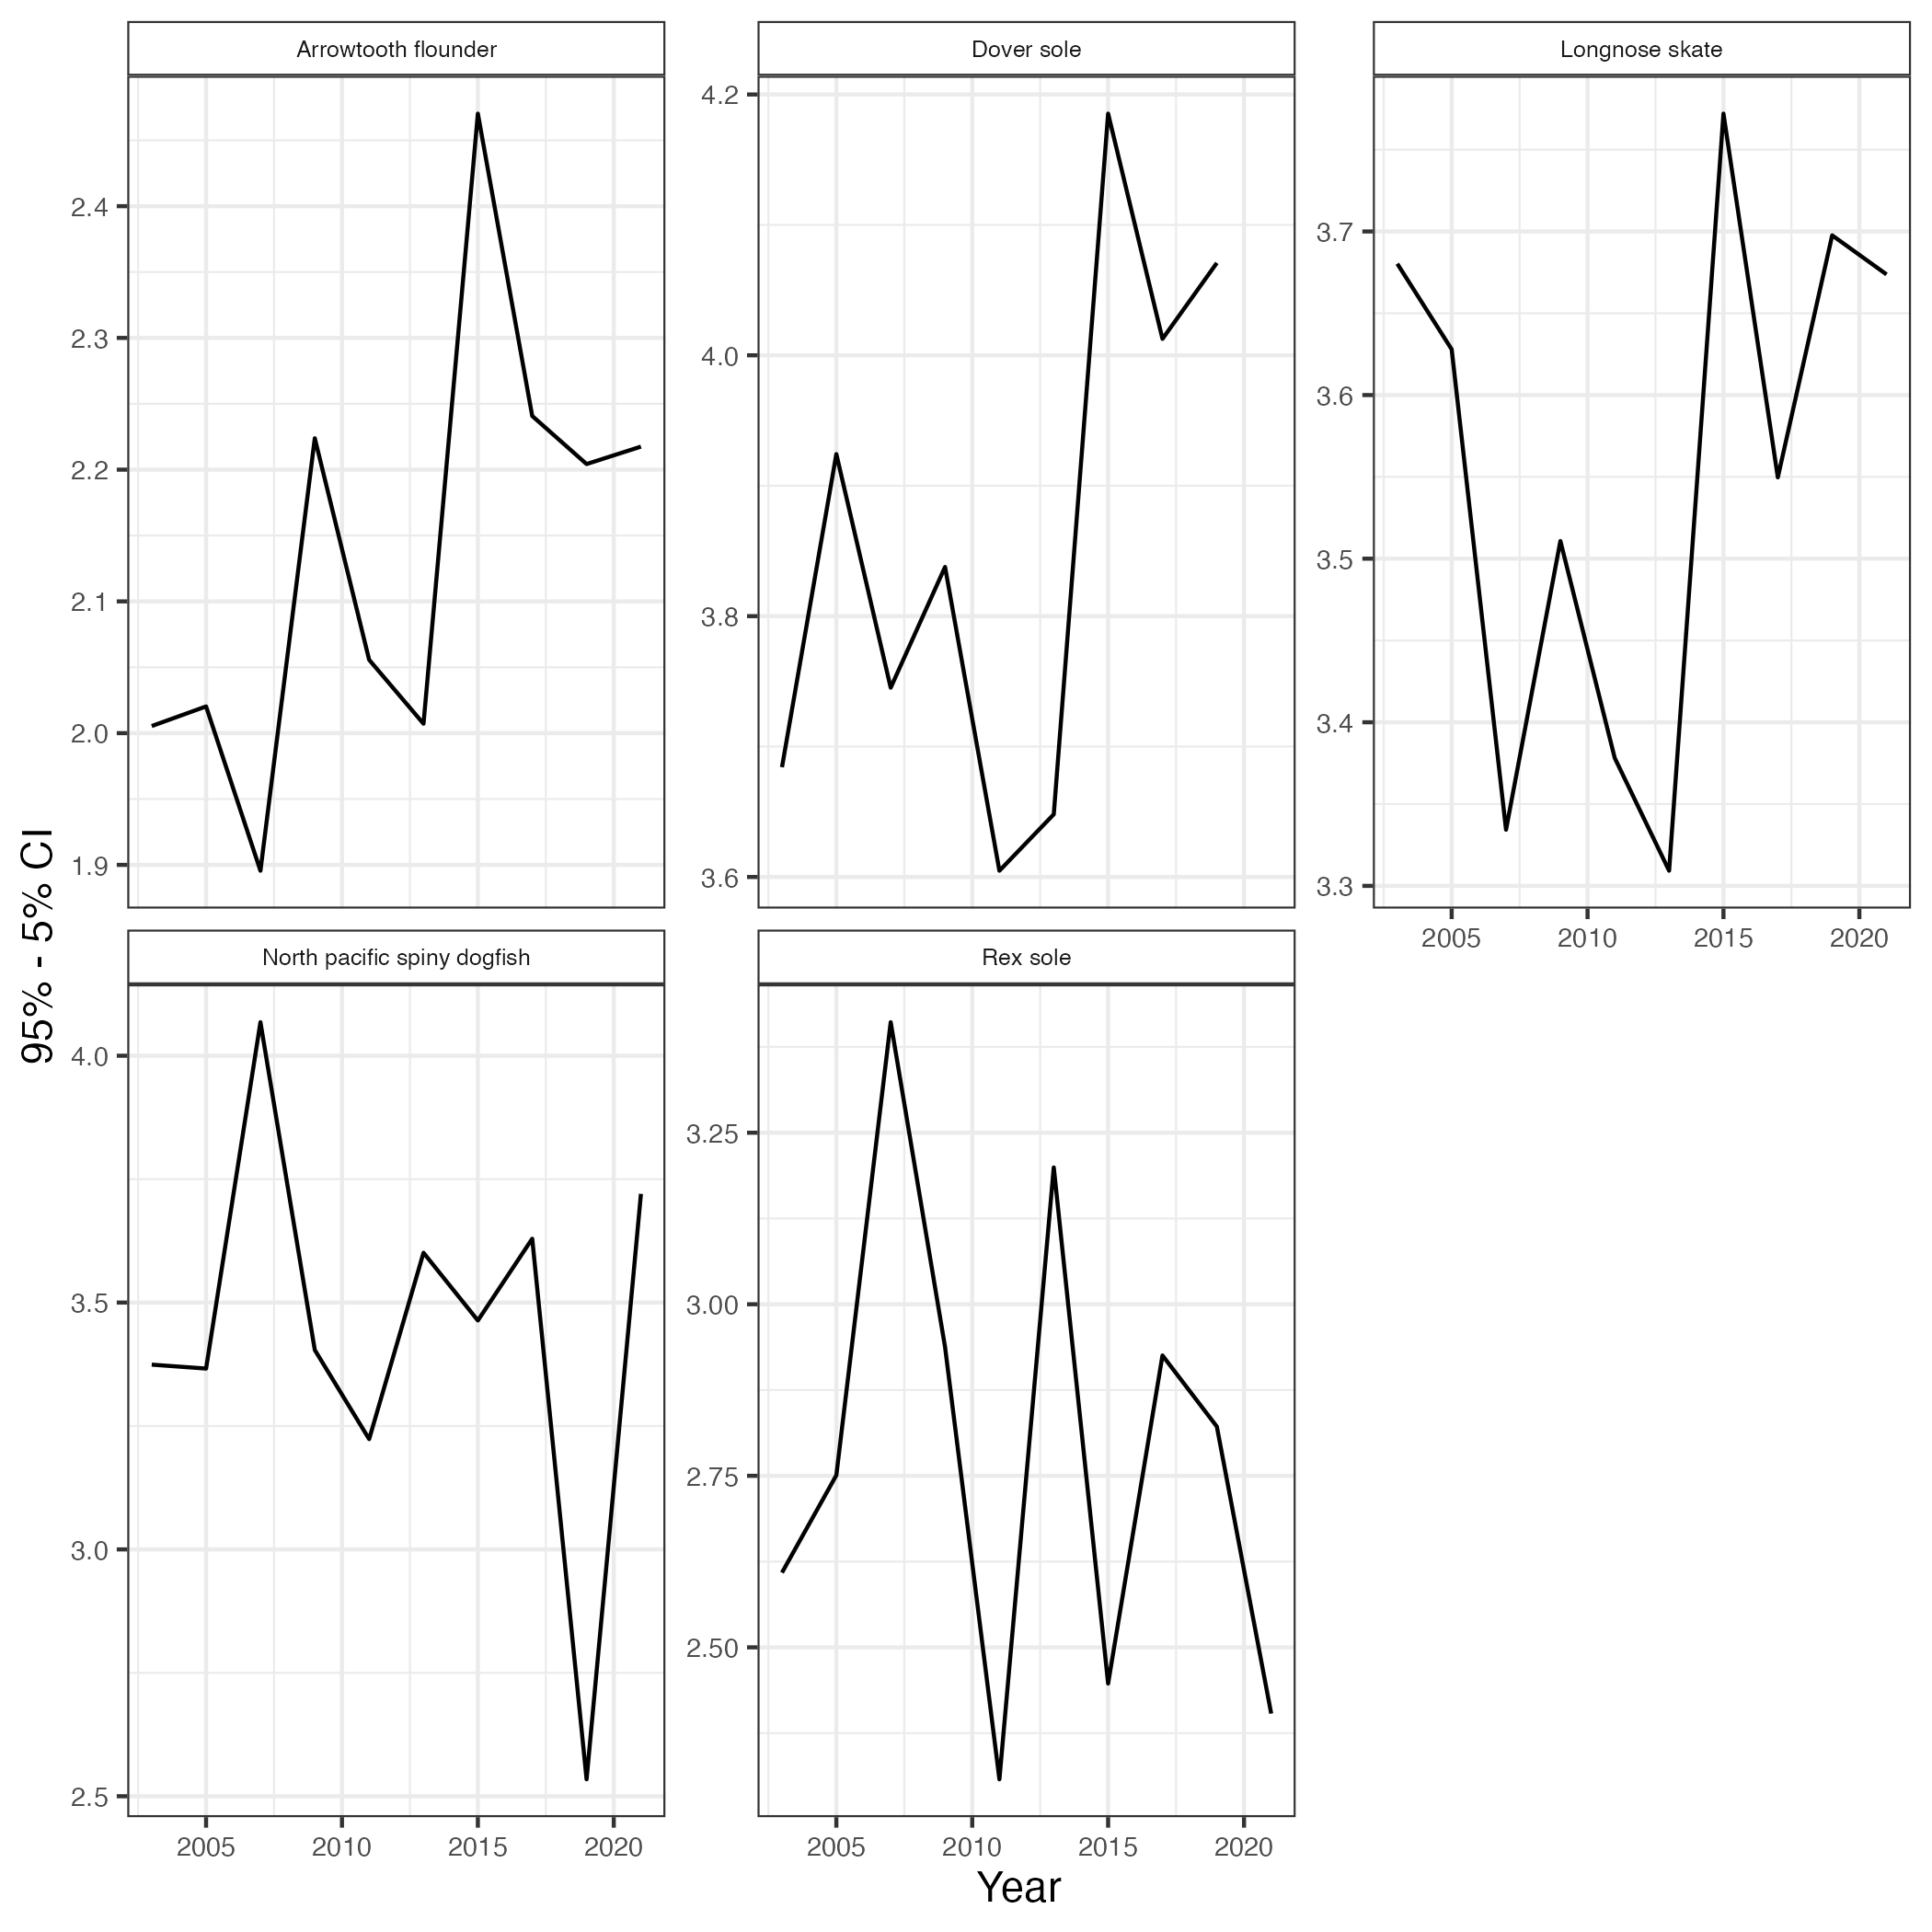 Arrowtooth flounder
Dover sole
Longnose skate
2.4
2.3
2.2
2.1
2.0
1.9
4.2
4.0
3.8
3.6
3.7
3.6
3.5
3.4
3.3
2005 2010 2015 2020
North pacific spiny dogfish
Rex sole
95% - 5% CI
4.0
3.5
3.0
2.5
3.25
3.00
2.75
2.50
2005 2010 2015 2020
2005 2010 2015 2020
Year